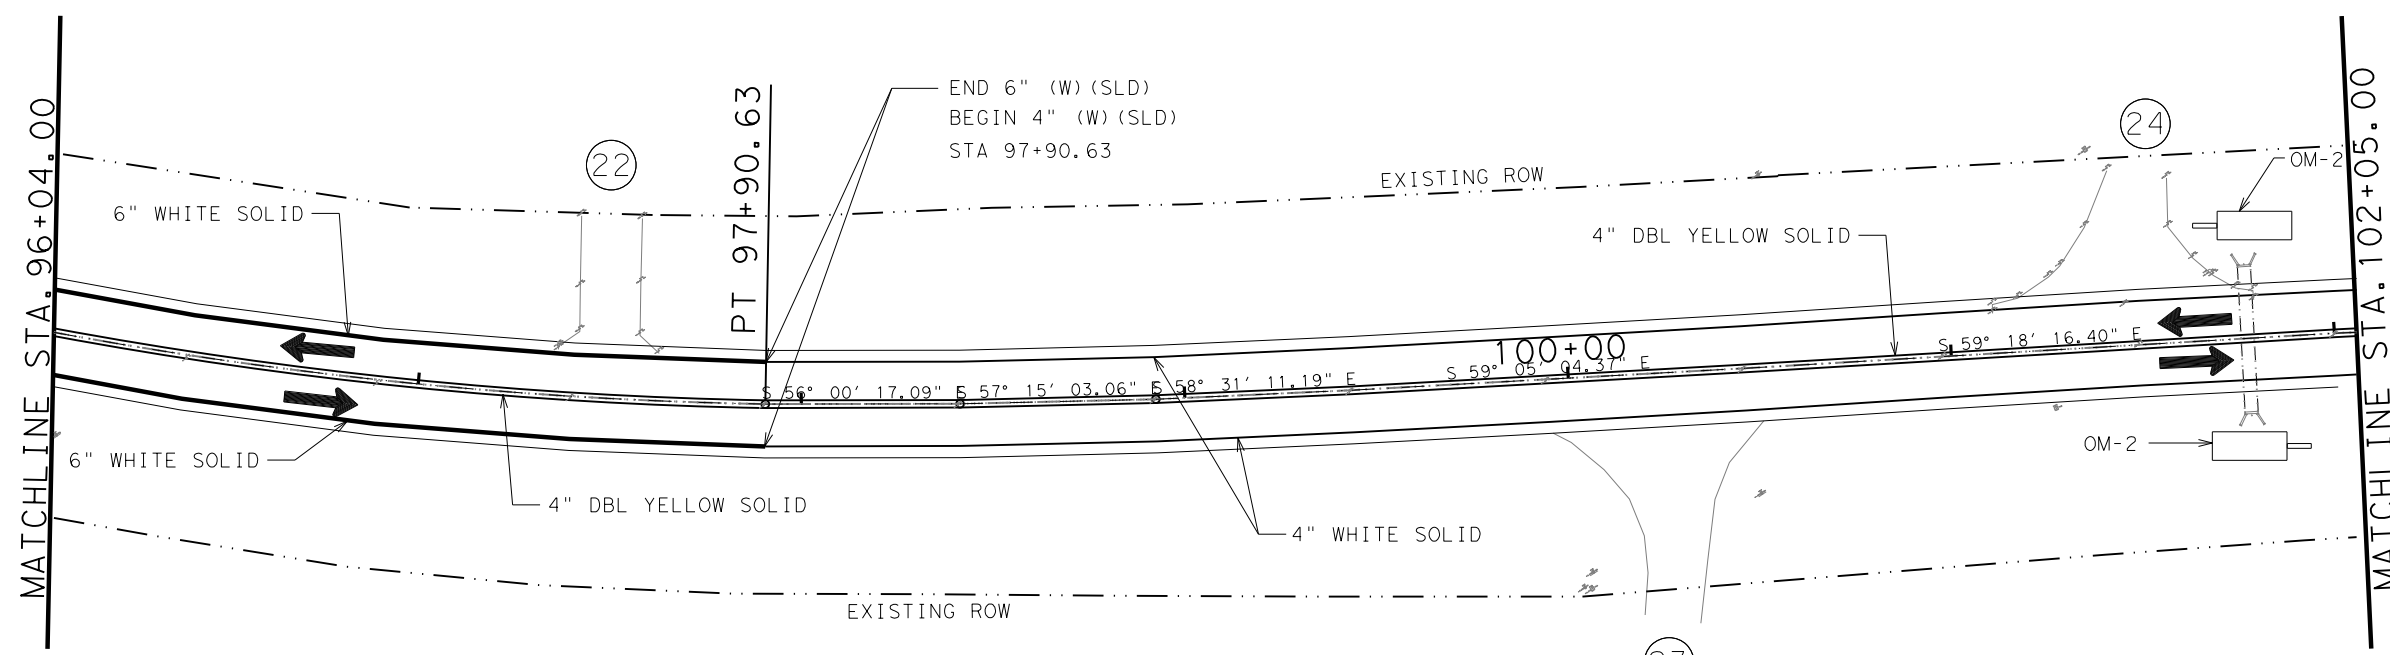 MATCHLINE STA. 96+04.00
6" WHITE SOLID
22
PT 97+90.63
END 6" (W)(SLD)
BEGIN 4" (W)(SLD)
STA 97+90.63
EXISTING ROW
4" DBL YELLOW SOLID
24
OM-2
MATCHLINE STA. 102+05.00
100+00
S 56° 00' 17.09" E
S 57° 15' 03.06" E
S 58° 31' 11.19" E
S 59° 05' 04.37" E
S 59° 18' 16.40" E
6" WHITE SOLID
4" DBL YELLOW SOLID
4" WHITE SOLID
OM-2
EXISTING ROW